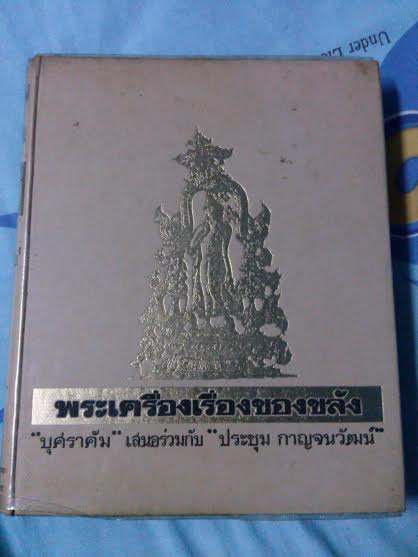 Under Li
พระเครื่องเรื่องของขลัง
"บุศราคัม" เสนอร่วมกับ "ประชุม กาญจนวัฒน์"